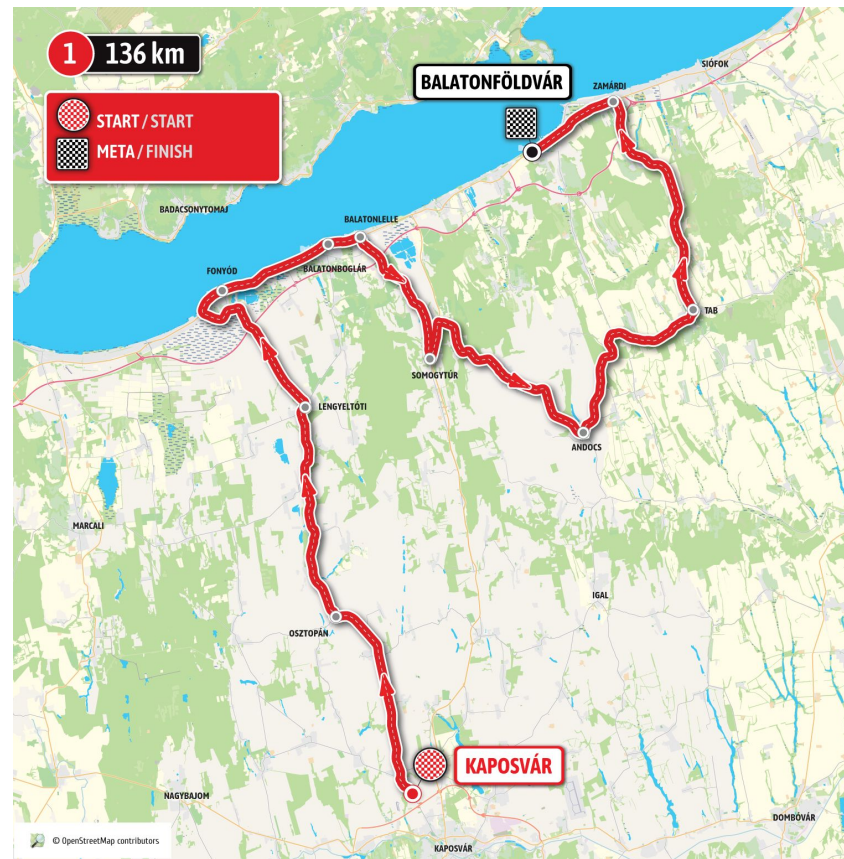 1 136 km
START / START
META / FINISH
BALATONFÖLDVÁR
SIÓFOK
ZAMÁRDI
BADACSONYTOMAJ
BALATONLELLE
BALATONBOGLÁR
FONYÓD
TAB
SOMOGYTÚR
LENGYELTÓTI
ANDOCS
MARCALI
IGAL
OSZTOPÁN
KAPOSVÁR
NAGYBAJOM
DOMBÓVÁR
KAPOSVÁR
© OpenStreetMap contributors